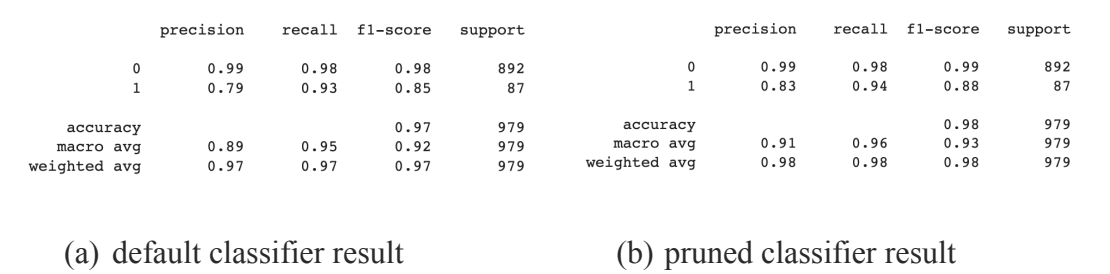 precision recall f1-score support
0 0.99 0.98 0.98 892
1 0.79 0.93 0.85 87
accuracy 0.97 979
macro avg 0.89 0.95 0.92 979
weighted avg 0.97 0.97 0.97 979
(a) default classifier result
precision recall f1-score support
0 0.99 0.98 0.99 892
1 0.83 0.94 0.88 87
accuracy 0.98 979
macro avg 0.91 0.96 0.93 979
weighted avg 0.98 0.98 0.98 979
(b) pruned classifier result